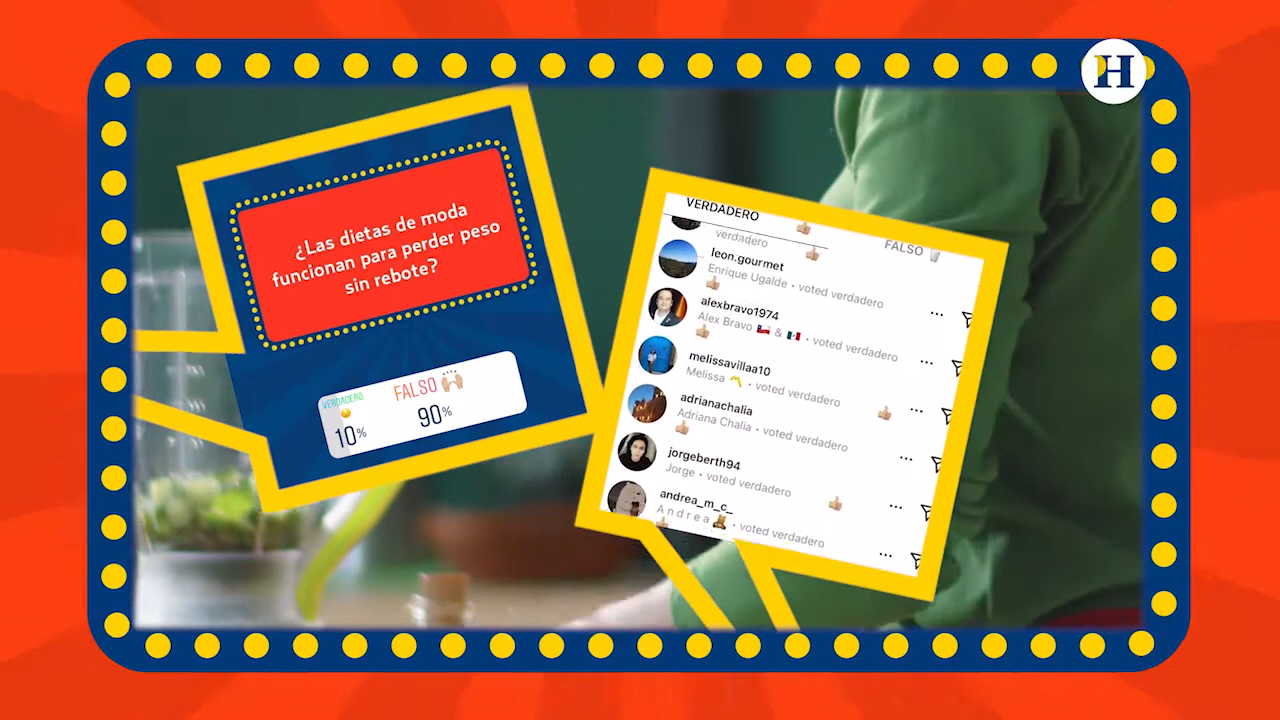 H
¿Las dietas de moda
funcionan para perder peso
sin rebote?
VERDADERO
10%
FALSO
90%
VERDADERO
FALSO
verdadero
leon.gourmet
Enrique Ugalde • voted verdadero
alexbravo1974
Alex Bravo & • voted verdadero
melissavillaa10
Melissa • voted verdadero
adrianachalia
Adriana Chalia • voted verdadero
jorgeberth94
Jorge • voted verdadero
andrea_m_c_
A n d r e a • voted verdadero